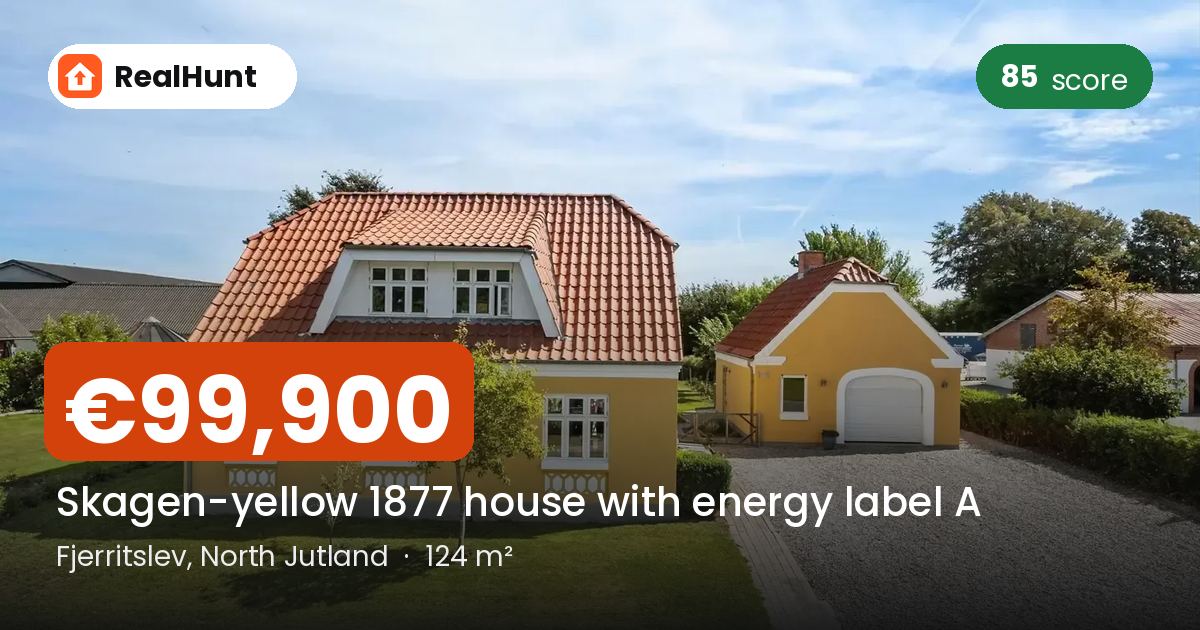 RealHunt
85 score
€99,900
Skagen-yellow 1877 house with energy label A
Fjerritslev, North Jutland · 124 m²